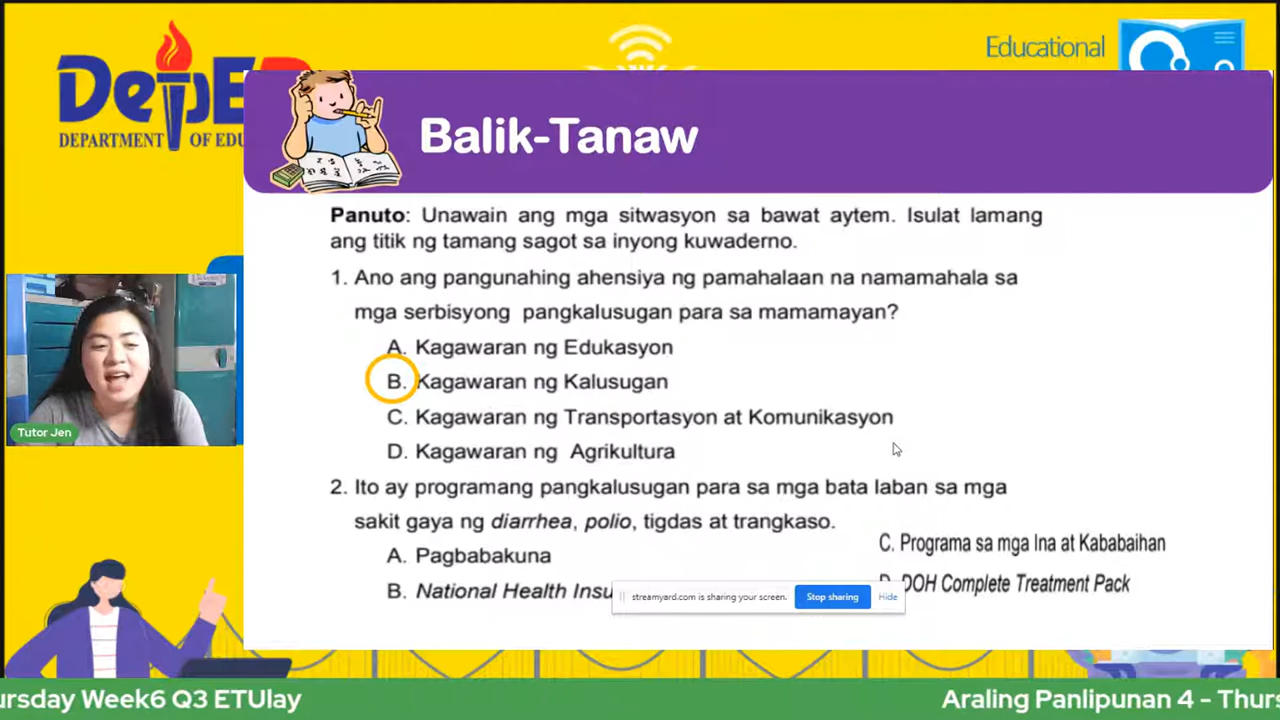 DepED
DEPARTMENT OF EDU
Educational
Balik-Tanaw
Panuto: Unawain ang mga sitwasyon sa bawat aytem. Isulat lamang
ang titik ng tamang sagot sa inyong kuwaderno.
1. Ano ang pangunahing ahensiya ng pamahalaan na namamahala sa
mga serbisyong pangkalusugan para sa mamamayan?
A. Kagawaran ng Edukasyon
B. Kagawaran ng Kalusugan
C. Kagawaran ng Transportasyon at Komunikasyon
D. Kagawaran ng Agrikultura
2. Ito ay programang pangkalusugan para sa mga bata laban sa mga
sakit gaya ng diarrhea, polio, tigdas at trangkaso.
A. Pagbabakuna
B. National Health Insu
C. Programa sa mga Ina at Kababaihan
D. DOH Complete Treatment Pack
streamyard.com is sharing your screen.
Stop sharing
Hide
Tutor Jen
ursday Week6 Q3 ETUlay
Araling Panlipunan 4 - Thurs